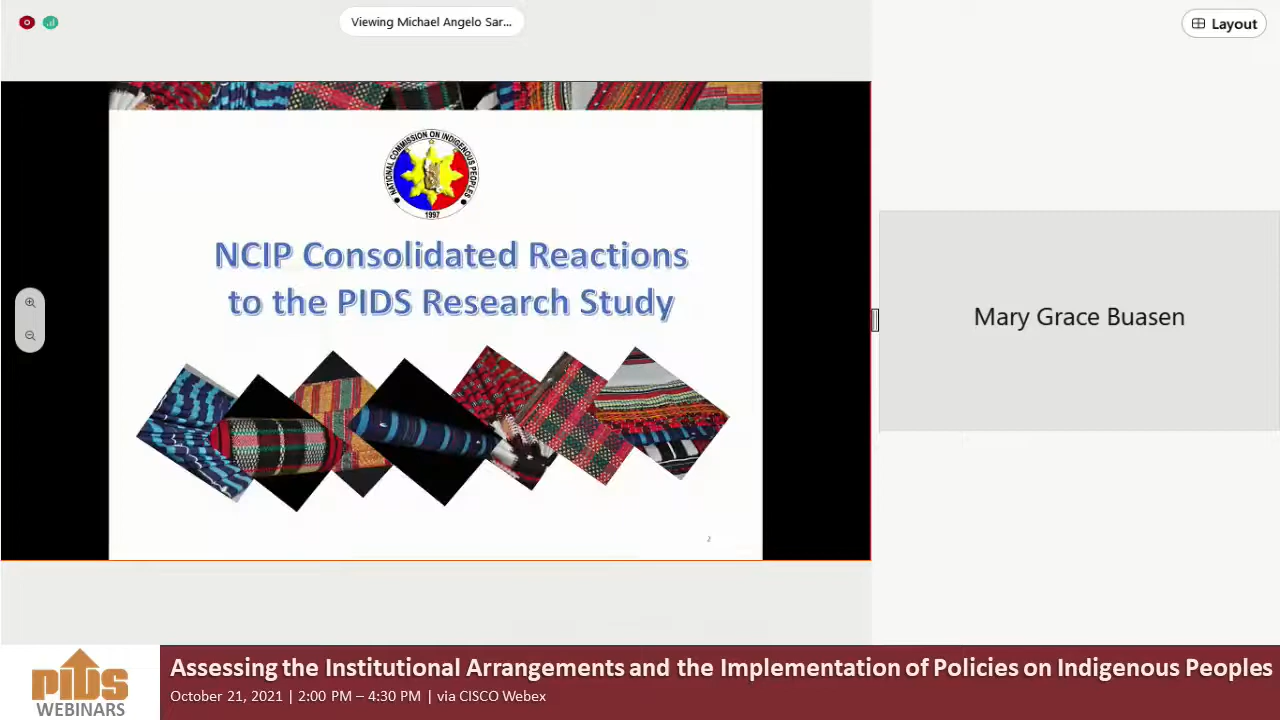 Viewing Michael Angelo Sar...
Layout
NATIONAL COMMISSION ON INDIGENOUS PEOPLES
1997
NCIP Consolidated Reactions
to the PIDS Research Study
2
Mary Grace Buasen
PIDS
WEBINARS
Assessing the Institutional Arrangements and the Implementation of Policies on Indigenous Peoples
October 21, 2021 | 2:00 PM – 4:30 PM | via CISCO Webex